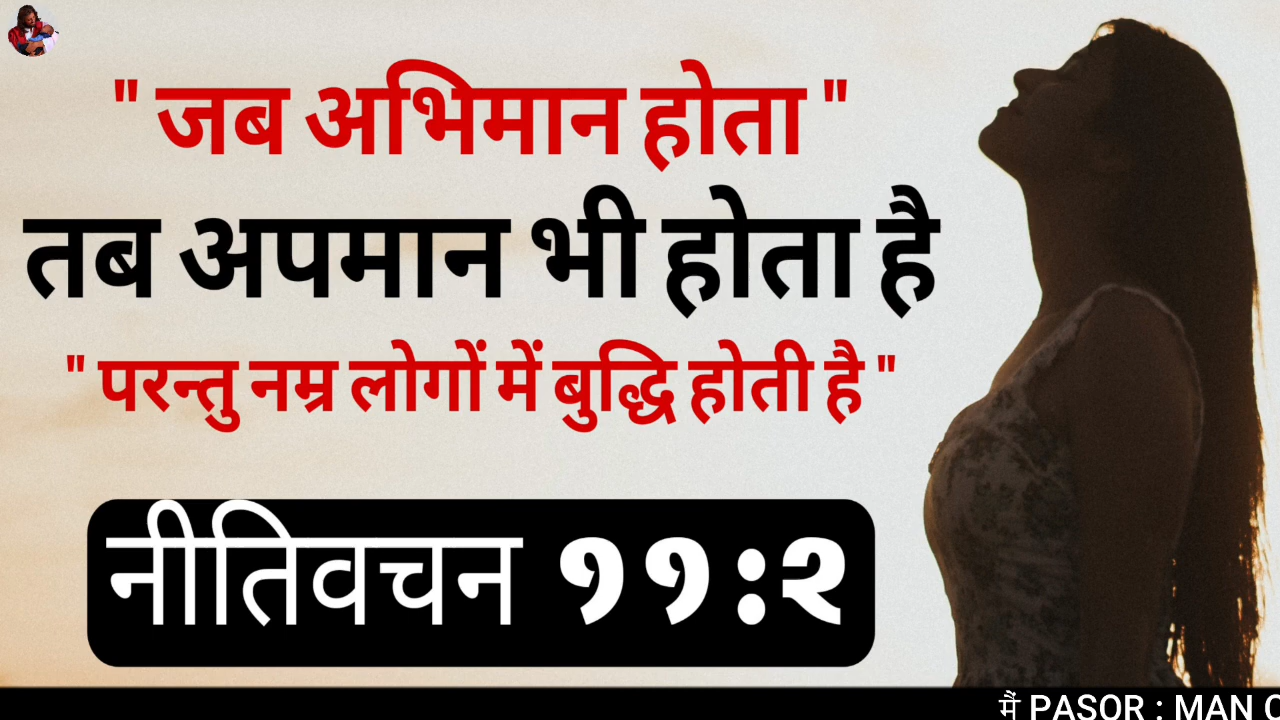 " जब अभिमान होता "
तब अपमान भी होता है
" परन्तु नम्र लोगों में बुद्धि होती है "
नीतिवचन ११:२
मैं PASOR : MAN